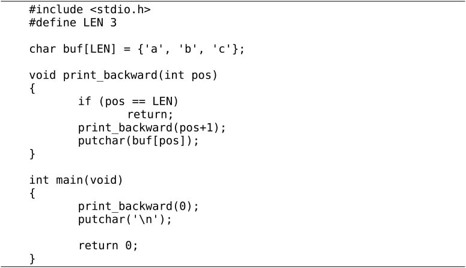 #include <stdio.h>
#define LEN 3

char buf[LEN] = {'a', 'b', 'c'};

void print_backward(int pos)
{
        if (pos == LEN)
                return;
        print_backward(pos+1);
        putchar(buf[pos]);
}

int main(void)
{
        print_backward(0);
        putchar('\n');

        return 0;
}